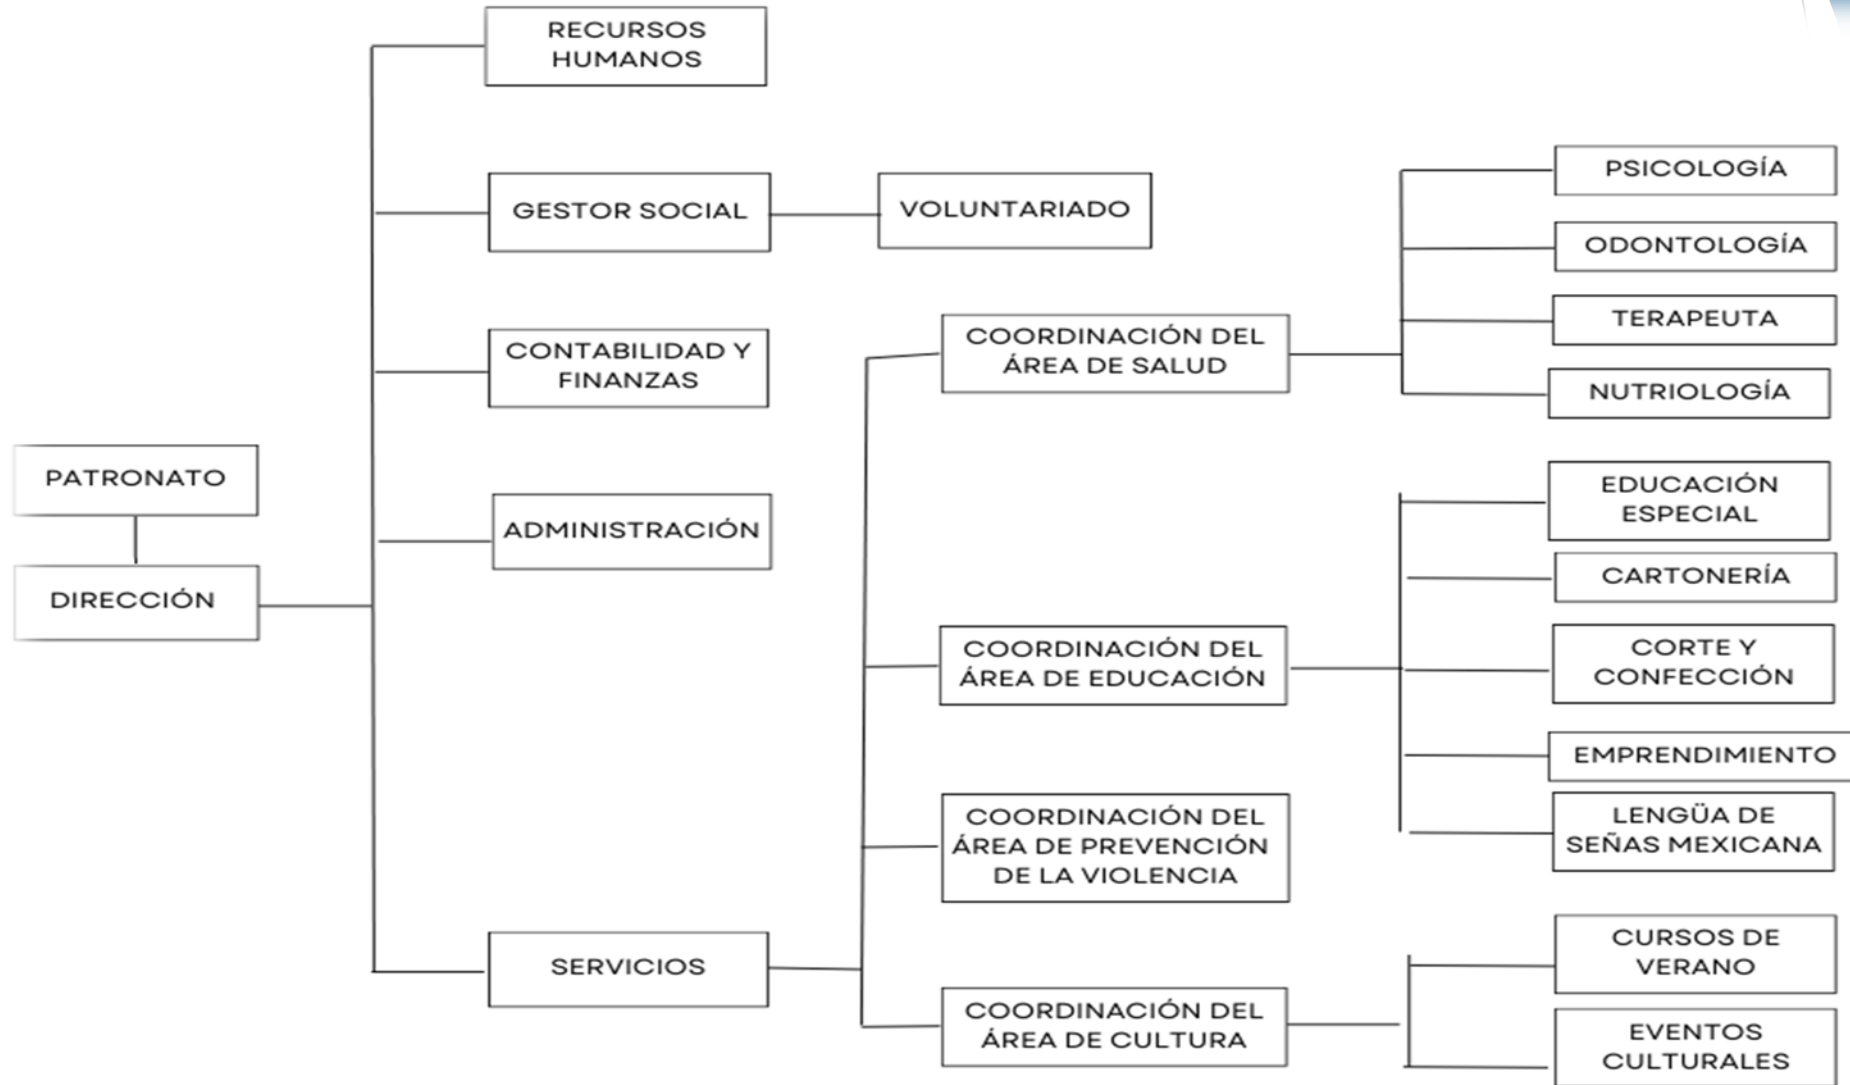 RECURSOS
HUMANOS
GESTOR SOCIAL
VOLUNTARIADO
CONTABILIDAD Y
FINANZAS
PATRONATO
DIRECCIÓN
ADMINISTRACIÓN
SERVICIOS
COORDINACIÓN DEL
ÁREA DE SALUD
PSICOLOGÍA
ODONTOLOGÍA
TERAPEUTA
NUTRIOLOGÍA
COORDINACIÓN DEL
ÁREA DE EDUCACIÓN
EDUCACIÓN
ESPECIAL
CARTONERÍA
CORTE Y
CONFECCIÓN
EMPRENDIMIENTO
LENGÜA DE
SEÑAS MEXICANA
COORDINACIÓN DEL
ÁREA DE PREVENCIÓN
DE LA VIOLENCIA
COORDINACIÓN DEL
ÁREA DE CULTURA
CURSOS DE
VERANO
EVENTOS
CULTURALES